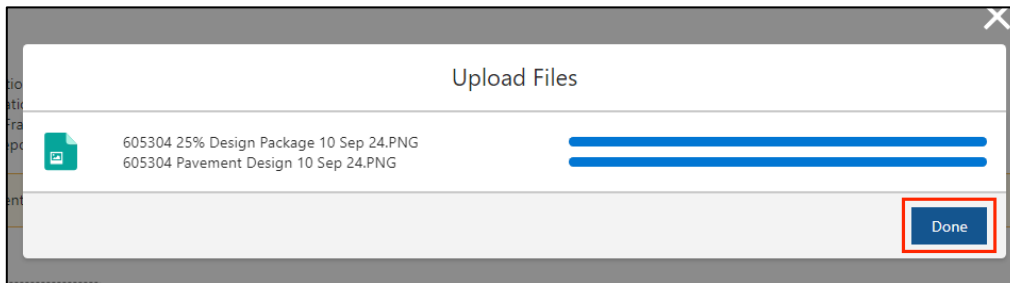 Upload Files
605304 25% Design Package 10 Sep 24.PNG
605304 Pavement Design 10 Sep 24.PNG
Done